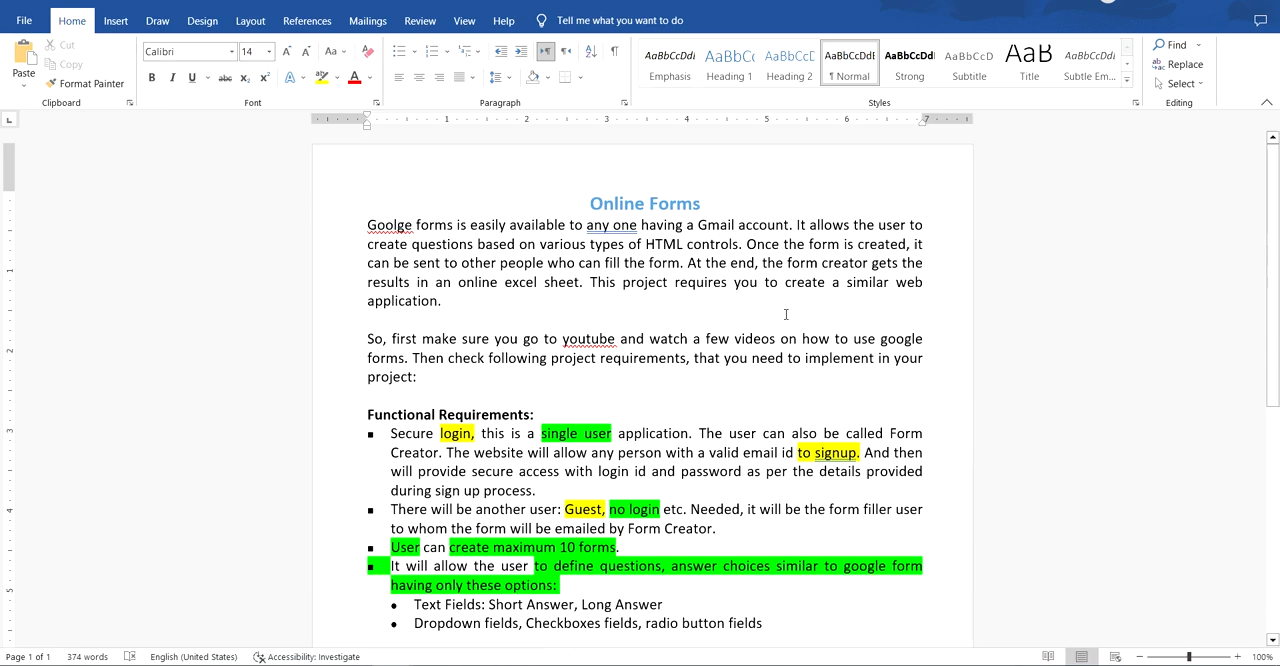 File Home Insert Draw Design Layout References Mailings Review View Help Tell me what you want to do
Paste
Cut
Copy
Format Painter
Clipboard
Calibri 14
Font
Paragraph
AaBbCcDdI Emphasis
AaBbCc Heading 1
AaBbCcC Heading 2
AaBbCcDdE ¶ Normal
AaBbCcDdI Strong
AaBbCcD Subtitle
AaB Title
AaBbCcDdI Subtle Em...
Styles
Find
Replace
Select
Editing
1 2 3 4 5 6 7
Online Forms
Goolge forms is easily available to any one having a Gmail account. It allows the user to
create questions based on various types of HTML controls. Once the form is created, it
can be sent to other people who can fill the form. At the end, the form creator gets the
results in an online excel sheet. This project requires you to create a similar web
application.
So, first make sure you go to youtube and watch a few videos on how to use google
forms. Then check following project requirements, that you need to implement in your
project:
Functional Requirements:
▪ Secure login, this is a single user application. The user can also be called Form
Creator. The website will allow any person with a valid email id to signup. And then
will provide secure access with login id and password as per the details provided
during sign up process.
▪ There will be another user: Guest, no login etc. Needed, it will be the form filler user
to whom the form will be emailed by Form Creator.
▪ User can create maximum 10 forms.
▪ It will allow the user to define questions, answer choices similar to google form
having only these options:
• Text Fields: Short Answer, Long Answer
• Dropdown fields, Checkboxes fields, radio button fields
Page 1 of 1 374 words English (United States) Accessibility: Investigate 100%